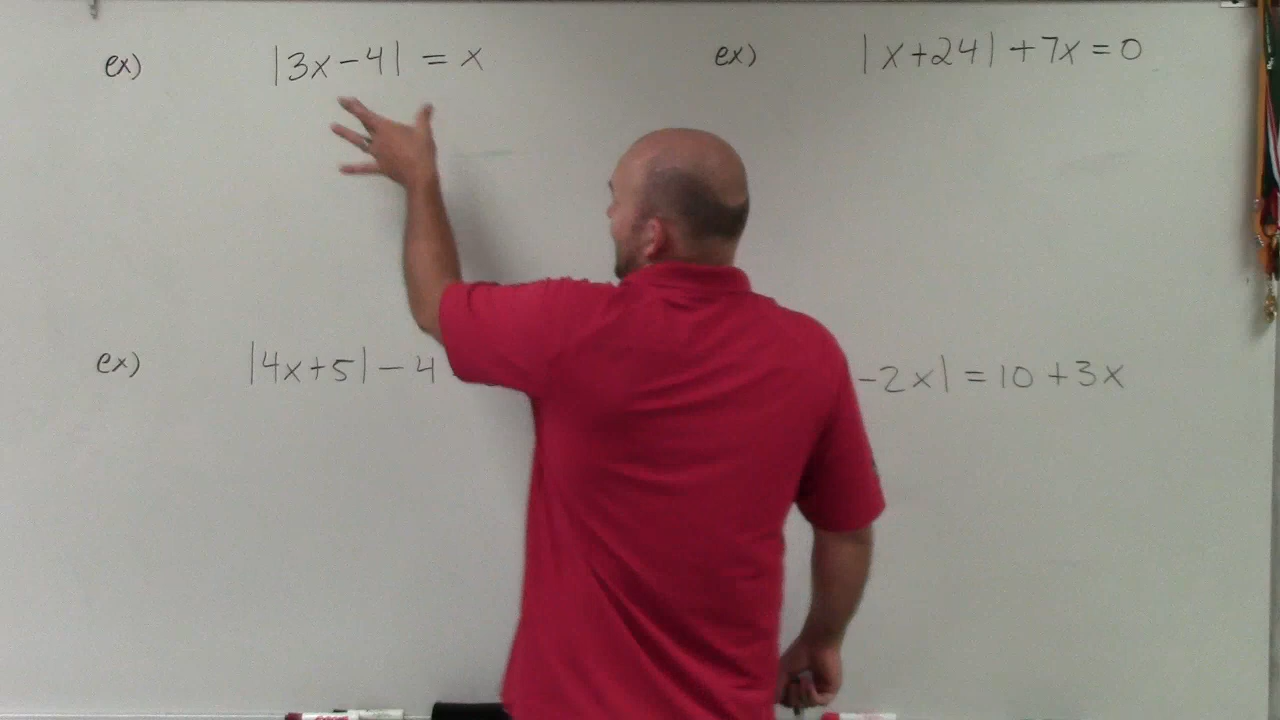 ex) |3x-4| = x
ex) |x+24| +7x = 0
ex) |4x+5| - 4
-2x| = 10 +3x